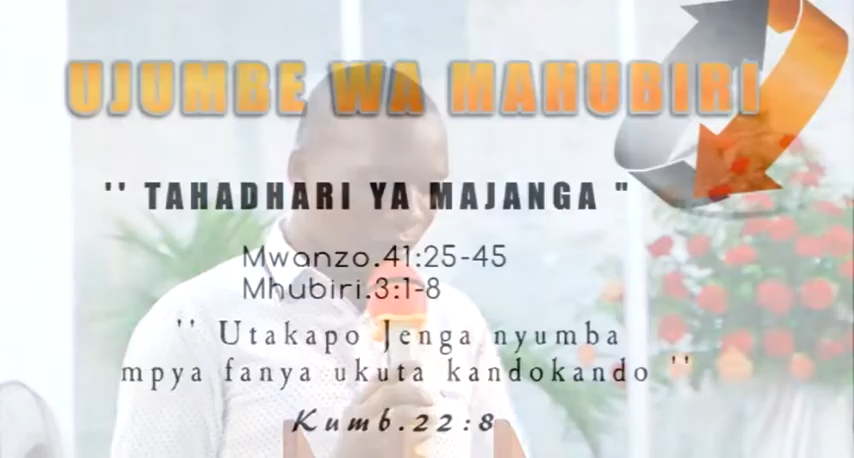 UJUMBE WA MAHUBIRI
'' TAHADHARI YA MAJANGA "
Mwanzo.41:25-45
Mhubiri.3:1-8
'' Utakapo Jenga nyumba
mpya fanya ukuta kandokando ''
Kumb.22:8